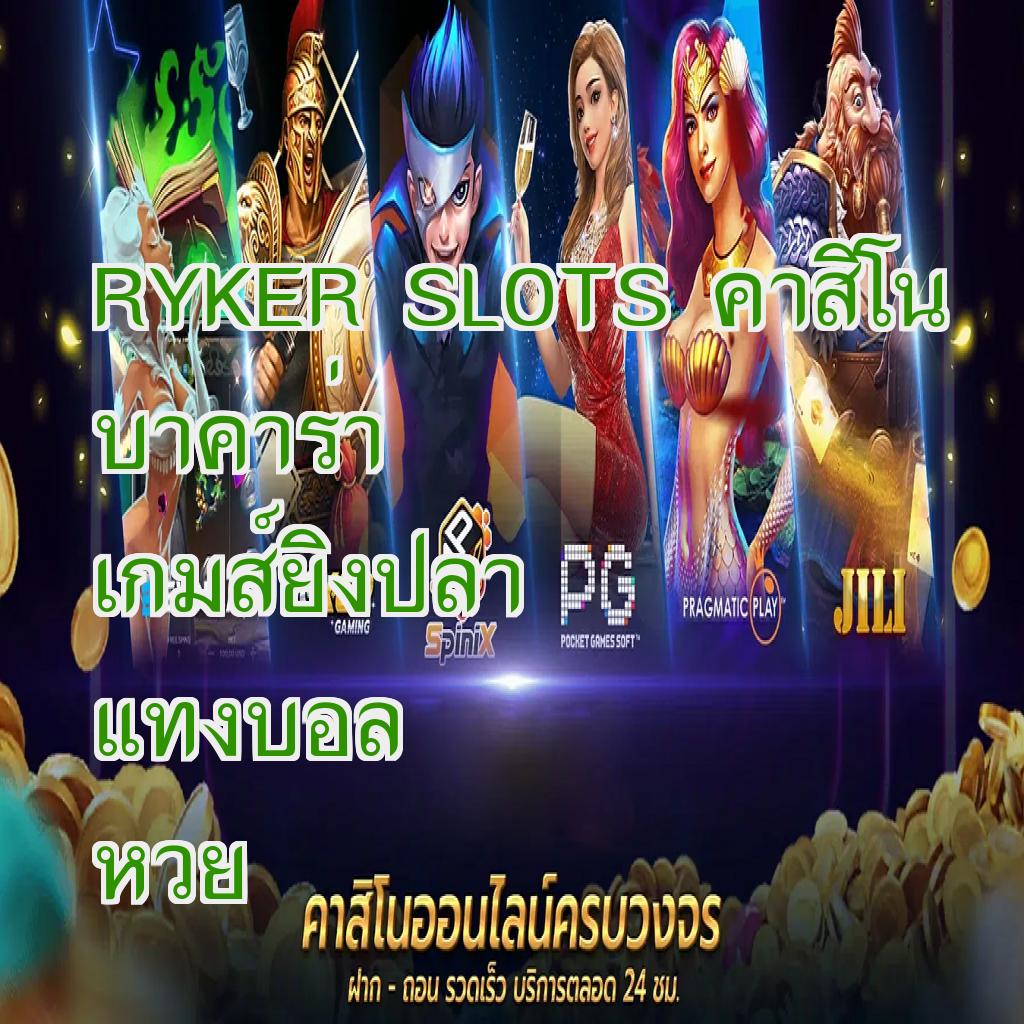 RYKER SLOTS คาสิโน
บาคาร่า
เกมส์ยิงปลา
แทงบอล
หวย
GAMING
SpiniX
PG
POCKET GAMES SOFT™
PRAGMATIC PLAY™
JILI
คาสิโนออนไลน์ครบวงจร
ฝาก - ถอน รวดเร็ว บริการตลอด 24 ชม.